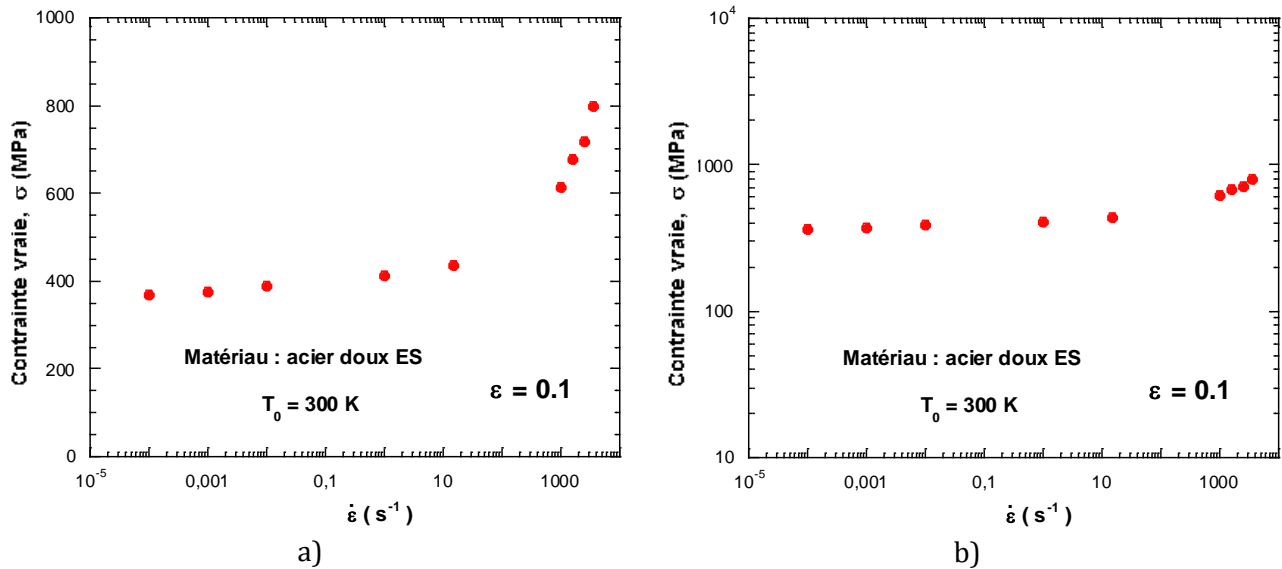 1000
800
600
400
200
0
Contrainte vraie, σ (MPa)
Matériau : acier doux ES
T0 = 300 K
ε = 0.1
10-5
0,001
0,1
10
1000
ε̇ ( s-1 )
a)
104
1000
100
10
Contrainte vraie, σ (MPa)
Matériau : acier doux ES
T0 = 300 K
ε = 0.1
10-5
0,001
0,1
10
1000
ε̇ ( s-1 )
b)